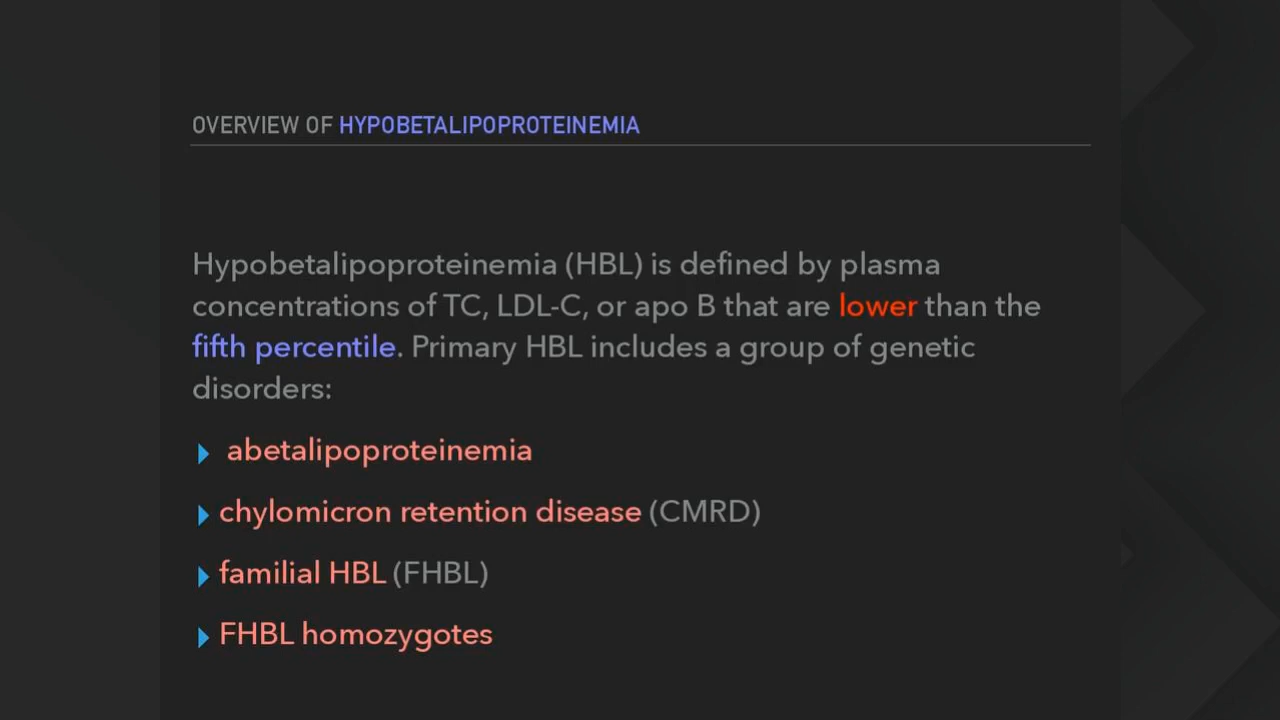 OVERVIEW OF HYPOBETALIPOPROTEINEMIA
Hypobetalipoproteinemia (HBL) is defined by plasma
concentrations of TC, LDL-C, or apo B that are lower than the
fifth percentile. Primary HBL includes a group of genetic
disorders:
abetalipoproteinemia
chylomicron retention disease (CMRD)
familial HBL (FHBL)
FHBL homozygotes